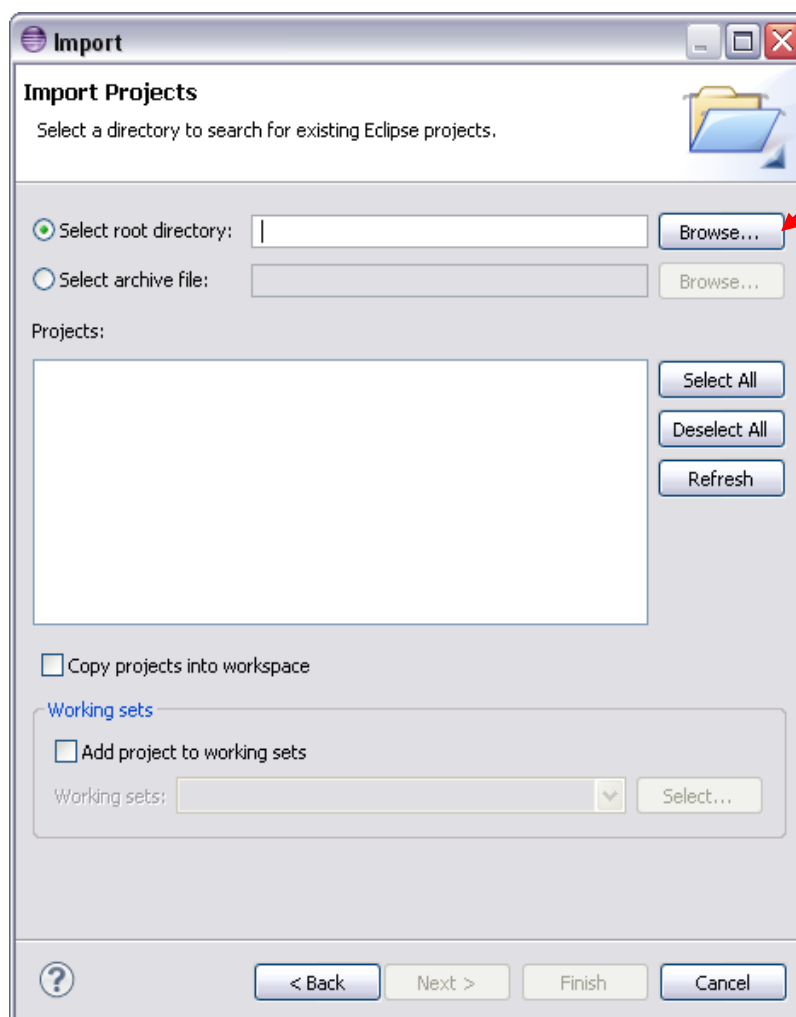 Import
Import Projects
Select a directory to search for existing Eclipse projects.
Select root directory: Browse...
Select archive file: Browse...
Projects:
Select All
Deselect All
Refresh
Copy projects into workspace
Working sets
Add project to working sets
Working sets: Select...
? < Back Next > Finish Cancel